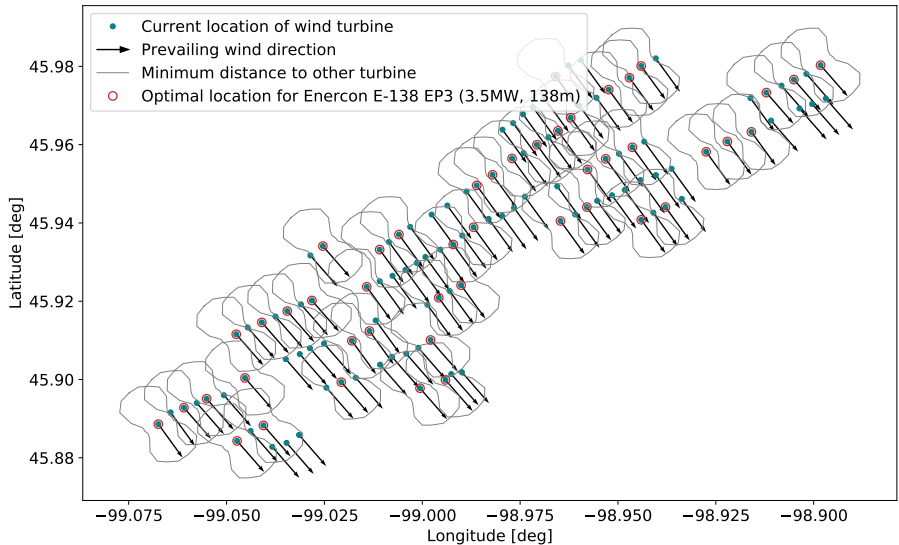 Current location of wind turbine
Prevailing wind direction
Minimum distance to other turbine
Optimal location for Enercon E-138 EP3 (3.5MW, 138m)
45.98
45.96
45.94
45.92
45.90
45.88
Latitude [deg]
−99.075 −99.050 −99.025 −99.000 −98.975 −98.950 −98.925 −98.900
Longitude [deg]